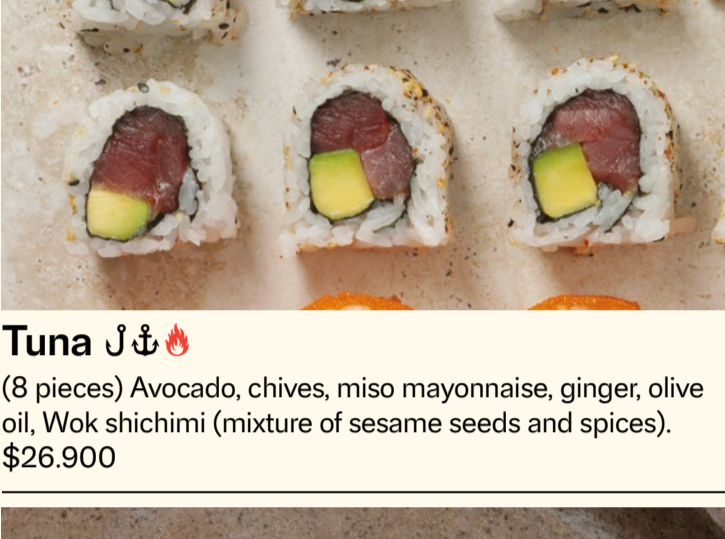 Tuna
(8 pieces) Avocado, chives, miso mayonnaise, ginger, olive
oil, Wok shichimi (mixture of sesame seeds and spices).
$26.900